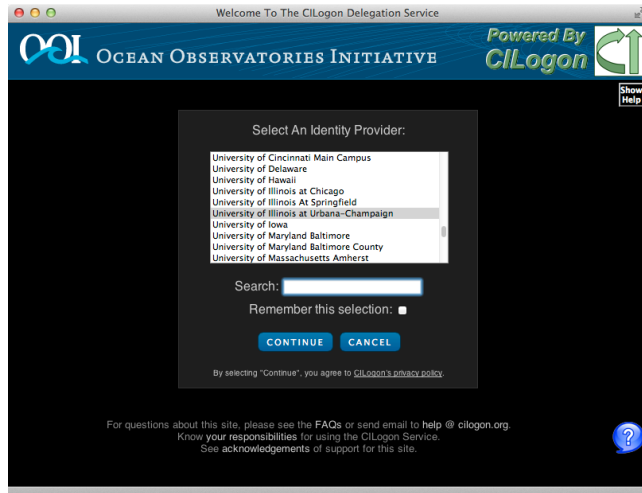 Welcome To The CILogon Delegation Service
OOI OCEAN OBSERVATORIES INITIATIVE
Powered By
CILogon
Show
Help
Select An Identity Provider:
University of Cincinnati Main Campus
University of Delaware
University of Hawaii
University of Illinois at Chicago
University of Illinois At Springfield
University of Illinois at Urbana-Champaign
University of Iowa
University of Maryland Baltimore
University of Maryland Baltimore County
University of Massachusetts Amherst
Search:
Remember this selection:
CONTINUE CANCEL
By selecting "Continue", you agree to CILogon's privacy policy.
For questions about this site, please see the FAQs or send email to help @ cilogon.org.
Know your responsibilities for using the CILogon Service.
See acknowledgements of support for this site.
?